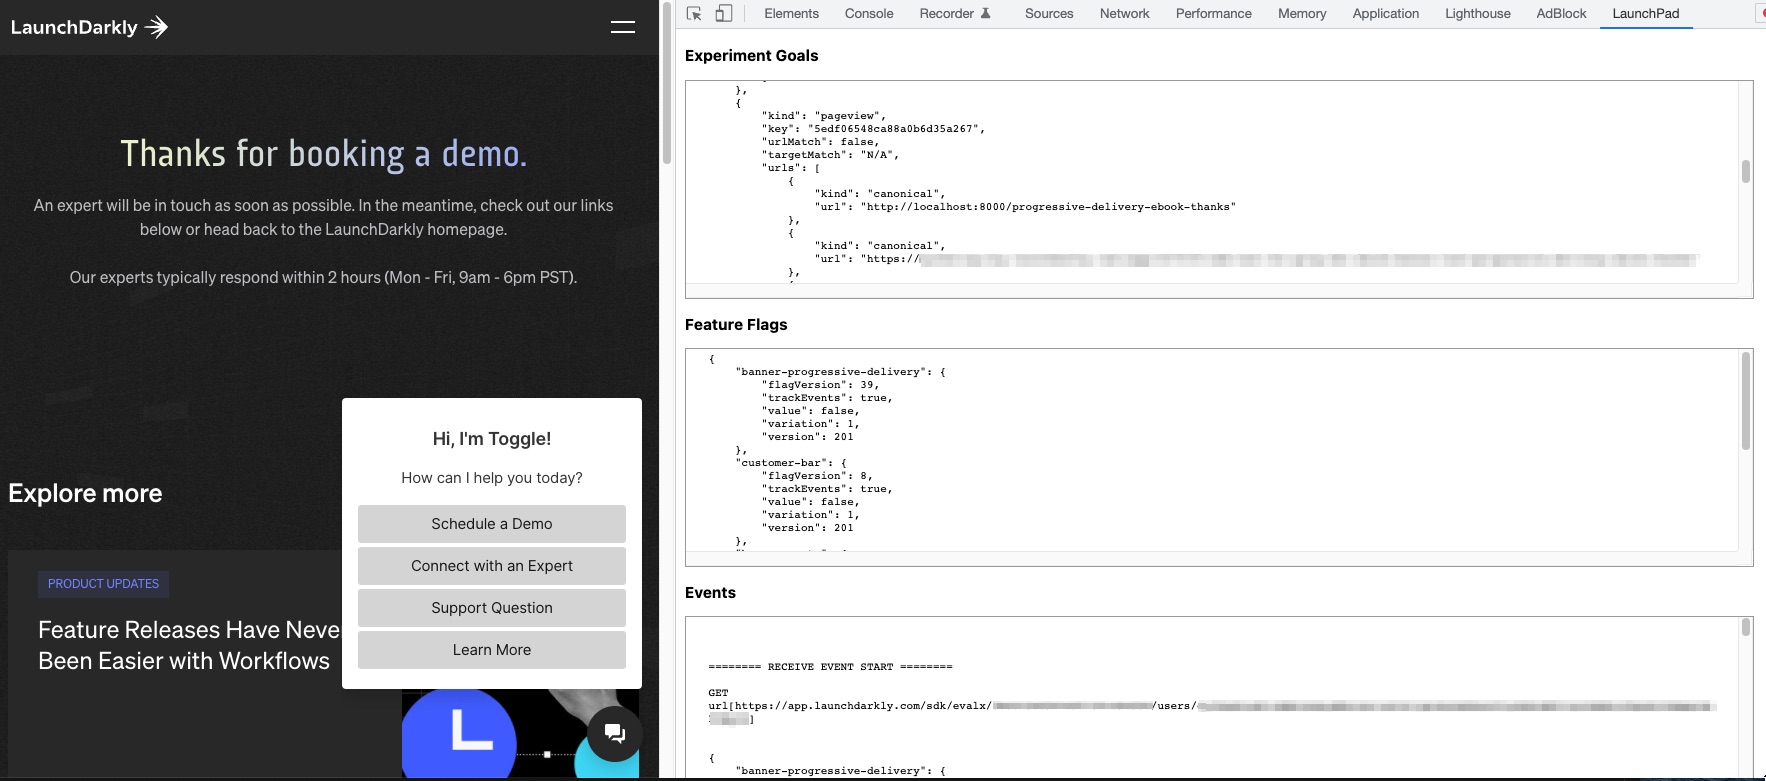 LaunchDarkly
Thanks for booking a demo.
An expert will be in touch as soon as possible. In the meantime, check out our links
below or head back to the LaunchDarkly homepage.
Our experts typically respond within 2 hours (Mon - Fri, 9am - 6pm PST).
Explore more
PRODUCT UPDATES
Feature Releases Have Never
Been Easier with Workflows
Hi, I'm Toggle!
How can I help you today?
Schedule a Demo
Connect with an Expert
Support Question
Learn More
Elements Console Recorder Sources Network Performance Memory Application Lighthouse AdBlock LaunchPad
Experiment Goals
},
{
"kind": "pageview",
"key": "5edf06548ca88a0b6d35a267",
"urlMatch": false,
"targetMatch": "N/A",
"urls": [
{
"kind": "canonical",
"url": "http://localhost:8000/progressive-delivery-ebook-thanks"
},
{
"kind": "canonical",
"url": "https://
},
Feature Flags
{
"banner-progressive-delivery": {
"flagVersion": 39,
"trackEvents": true,
"value": false,
"variation": 1,
"version": 201
},
"customer-bar": {
"flagVersion": 8,
"trackEvents": true,
"value": false,
"variation": 1,
"version": 201
},
Events
======== RECEIVE EVENT START ========
GET
url[https://app.launchdarkly.com/sdk/evalx/ /users/
]
{
"banner-progressive-delivery": {